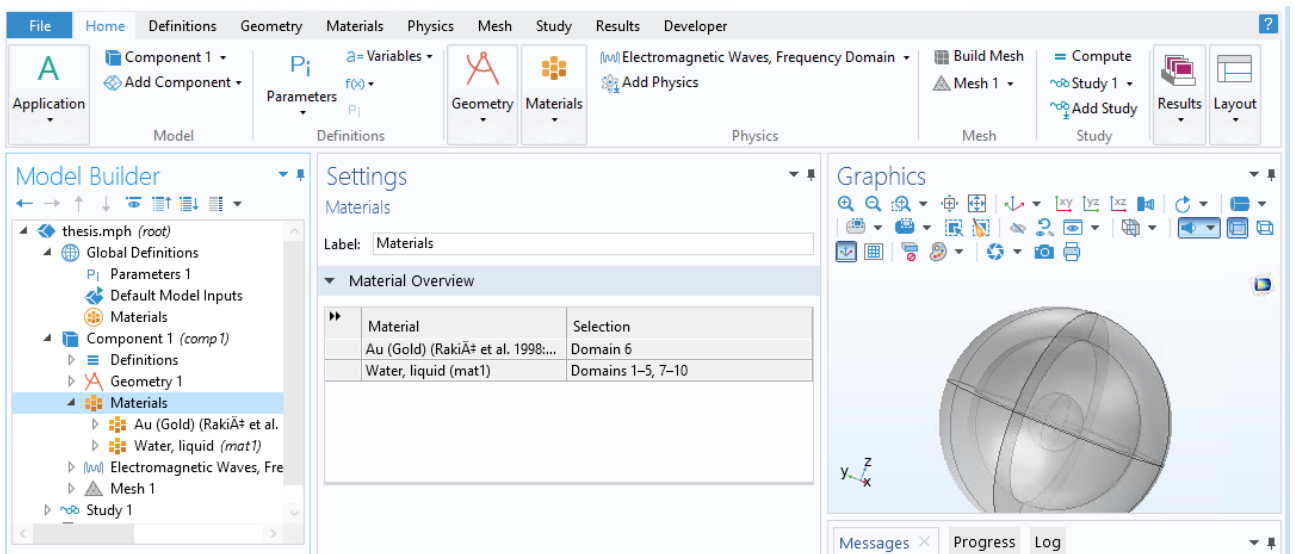 File Home Definitions Geometry Materials Physics Mesh Study Results Developer ?
A Application
Component 1
Add Component
Model
Pi Parameters
a= Variables
f(x)
Pi
Definitions
Geometry
Materials
Electromagnetic Waves, Frequency Domain
Add Physics
Physics
Build Mesh
Mesh 1
Mesh
= Compute
Study 1
Add Study
Study
Results
Layout
Model Builder
thesis.mph (root)
Global Definitions
Pi Parameters 1
Default Model Inputs
Materials
Component 1 (comp1)
Definitions
Geometry 1
Materials
Au (Gold) (RakiÄ‡ et al.
Water, liquid (mat1)
Electromagnetic Waves, Fre
Mesh 1
Study 1
Settings
Materials
Label: Materials
Material Overview
Material Selection
Au (Gold) (RakiÄ‡ et al. 1998:... Domain 6
Water, liquid (mat1) Domains 1–5, 7–10
Graphics
xy yz xz
z
y x
Messages Progress Log